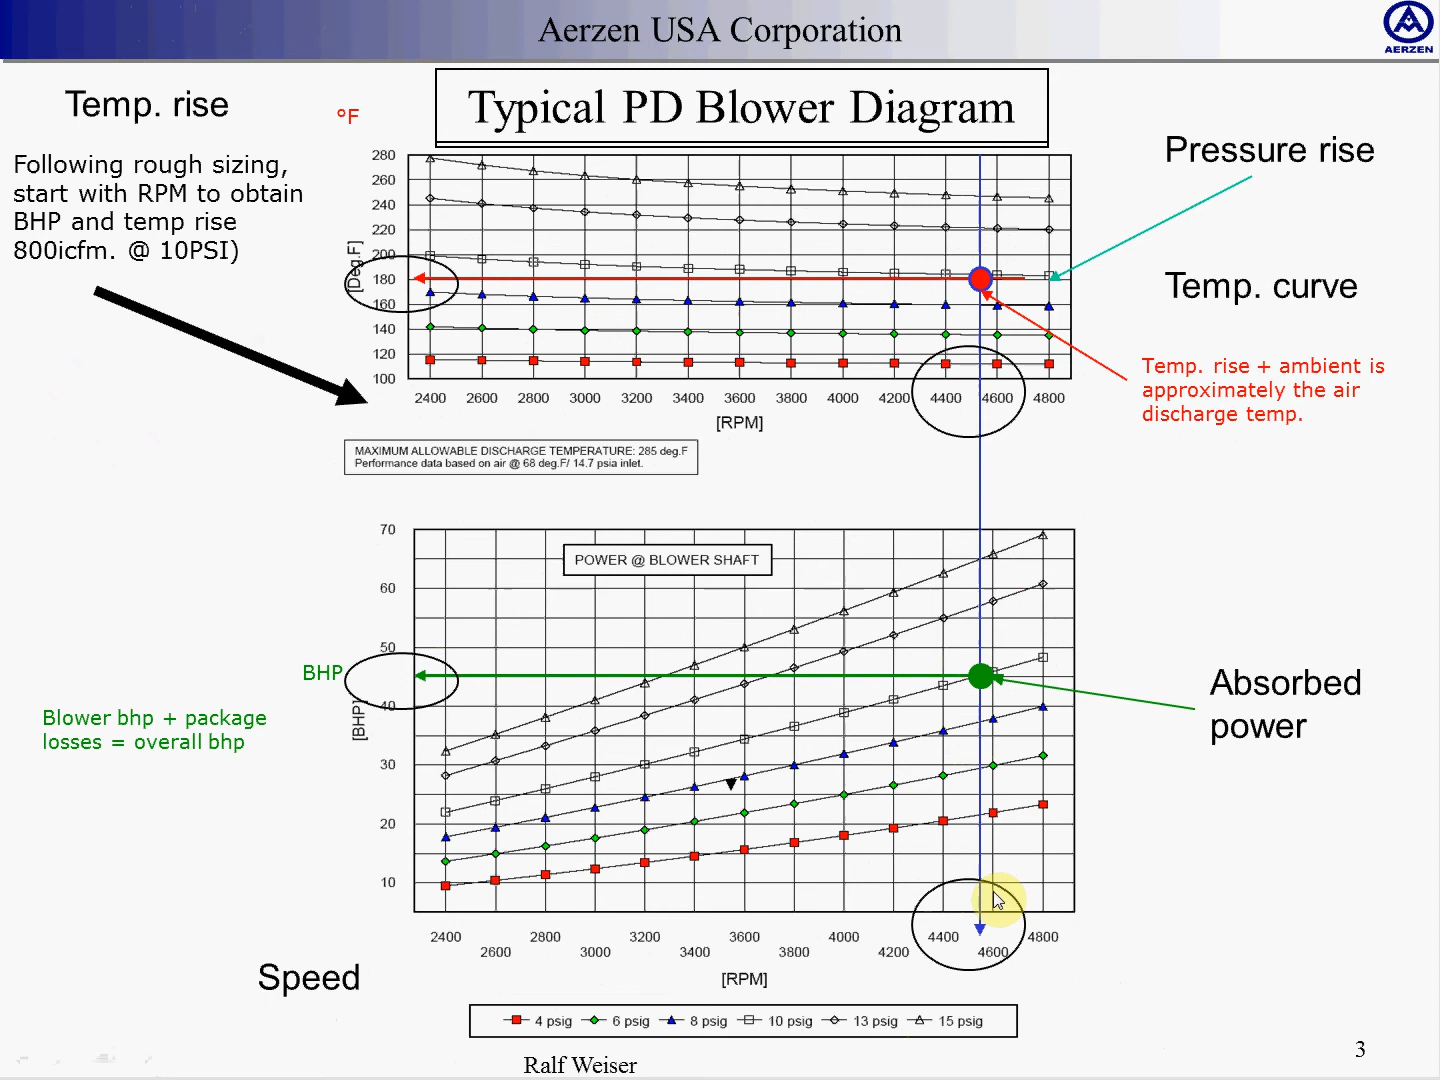 Aerzen USA Corporation
AERZEN
Typical PD Blower Diagram
Temp. rise
°F
Following rough sizing,
start with RPM to obtain
BHP and temp rise
800icfm. @ 10PSI)
Pressure rise
Temp. curve
Temp. rise + ambient is
approximately the air
discharge temp.
[Deg.F]
280
260
240
220
200
180
160
140
120
100
2400 2600 2800 3000 3200 3400 3600 3800 4000 4200 4400 4600 4800
[RPM]
MAXIMUM ALLOWABLE DISCHARGE TEMPERATURE: 285 deg.F
Performance data based on air @ 68 deg.F/ 14.7 psia inlet.
POWER @ BLOWER SHAFT
70
60
50
40
30
20
10
[BHP]
BHP
Blower bhp + package
losses = overall bhp
Absorbed
power
2400 2800 3200 3600 4000 4400 4800
2600 3000 3400 3800 4200 4600
[RPM]
Speed
4 psig 6 psig 8 psig 10 psig 13 psig 15 psig
Ralf Weiser
3